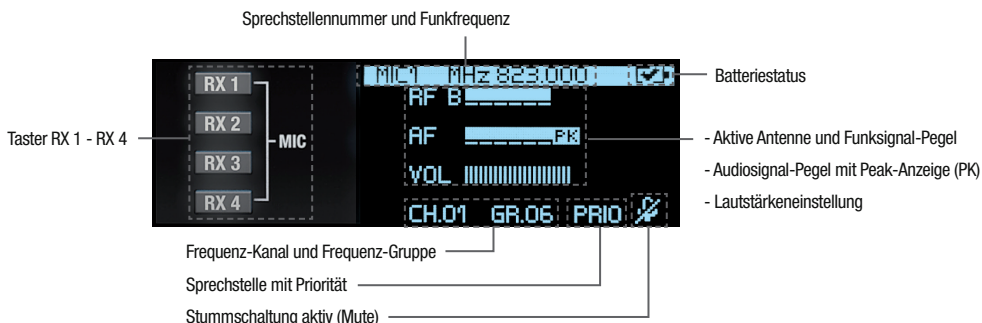 Sprechstellennummer und Funkfrequenz
MIC1 MHz 823.000
Batteriestatus
RX 1
RX 2
RX 3
RX 4
MIC
Taster RX 1 - RX 4
RF B
AF PK
VOL
- Aktive Antenne und Funksignal-Pegel
- Audiosignal-Pegel mit Peak-Anzeige (PK)
- Lautstärkeneinstellung
CH.01 GR.06 PRIO
Frequenz-Kanal und Frequenz-Gruppe
Sprechstelle mit Priorität
Stummschaltung aktiv (Mute)